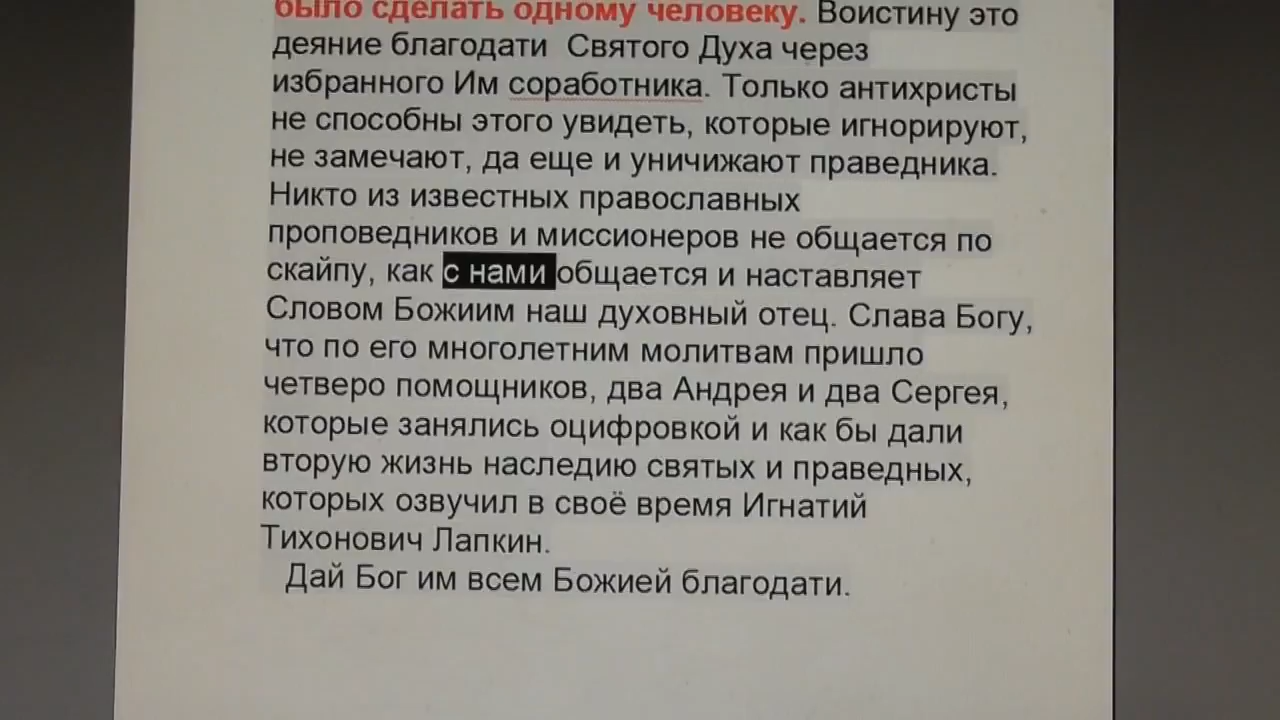 было сделать одному человеку. Воистину это
деяние благодати Святого Духа через
избранного Им соработника. Только антихристы
не способны этого увидеть, которые игнорируют,
не замечают, да еще и уничижают праведника.
Никто из известных православных
проповедников и миссионеров не общается по
скайпу, как с нами общается и наставляет
Словом Божиим наш духовный отец. Слава Богу,
что по его многолетним молитвам пришло
четверо помощников, два Андрея и два Сергея,
которые занялись оцифровкой и как бы дали
вторую жизнь наследию святых и праведных,
которых озвучил в своё время Игнатий
Тихонович Лапкин.
Дай Бог им всем Божией благодати.